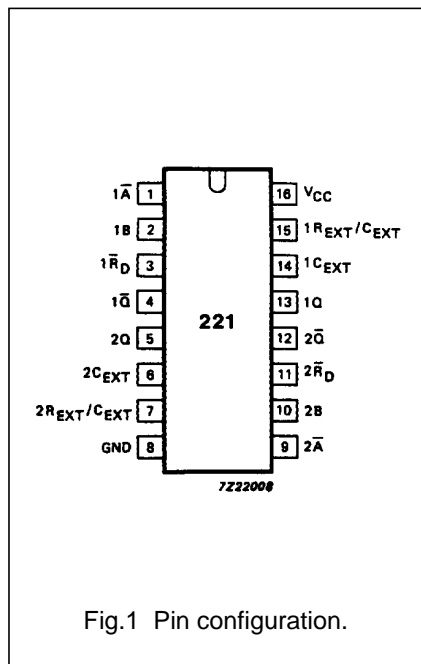 1A̅ 1 16 VCC
1B 2 15 1REXT/CEXT
1R̅D 3 14 1CEXT
1Q̅ 4 13 1Q
221
2Q 5 12 2Q̅
2CEXT 6 11 2R̅D
2REXT/CEXT 7 10 2B
GND 8 9 2A̅
7Z22008
Fig.1 Pin configuration.